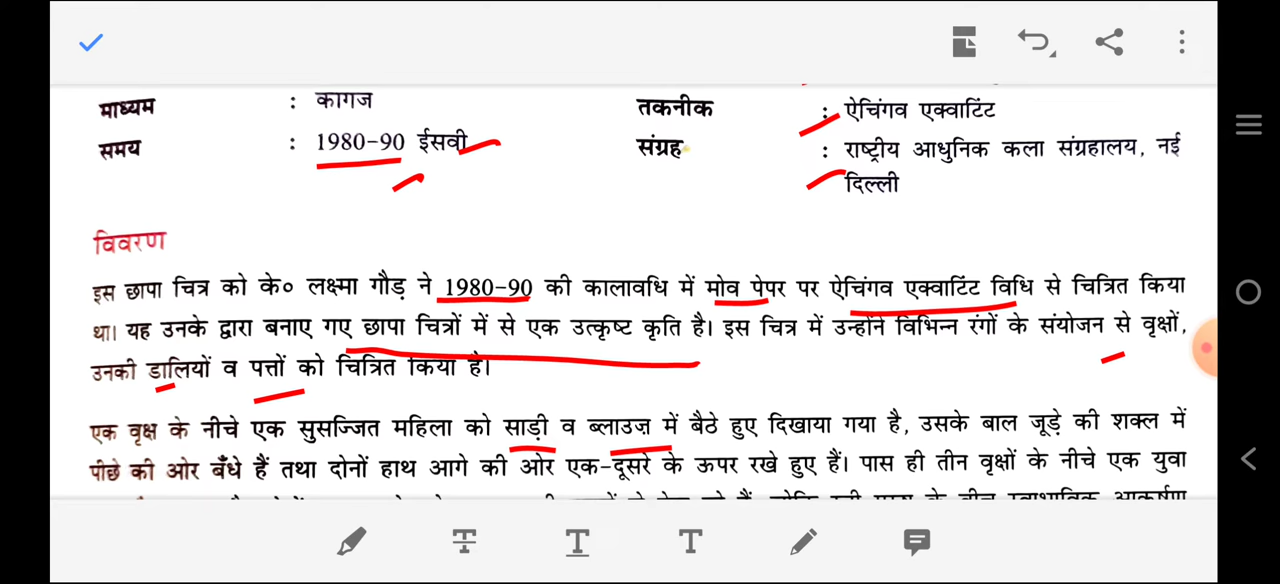 माध्यम : कागज तकनीक : ऐचिंगव एक्वाटिंट
समय : 1980-90 ईसवी संग्रह : राष्ट्रीय आधुनिक कला संग्रहालय, नई
दिल्ली
विवरण
इस छापा चित्र को के० लक्ष्मा गौड़ ने 1980-90 की कालावधि में मोव पेपर पर ऐचिंगव एक्वाटिंट विधि से चित्रित किया
था। यह उनके द्वारा बनाए गए छापा चित्रों में से एक उत्कृष्ट कृति है। इस चित्र में उन्होंने विभिन्न रंगों के संयोजन से वृक्षों,
उनकी डालियों व पत्तों को चित्रित किया है।
एक वृक्ष के नीचे एक सुसज्जित महिला को साड़ी व ब्लाउज़ में बैठे हुए दिखाया गया है, उसके बाल जूड़े की शक्ल में
पीछे की ओर बँधे हैं तथा दोनों हाथ आगे की ओर एक-दूसरे के ऊपर रखे हुए हैं। पास ही तीन वृक्षों के नीचे एक युवा